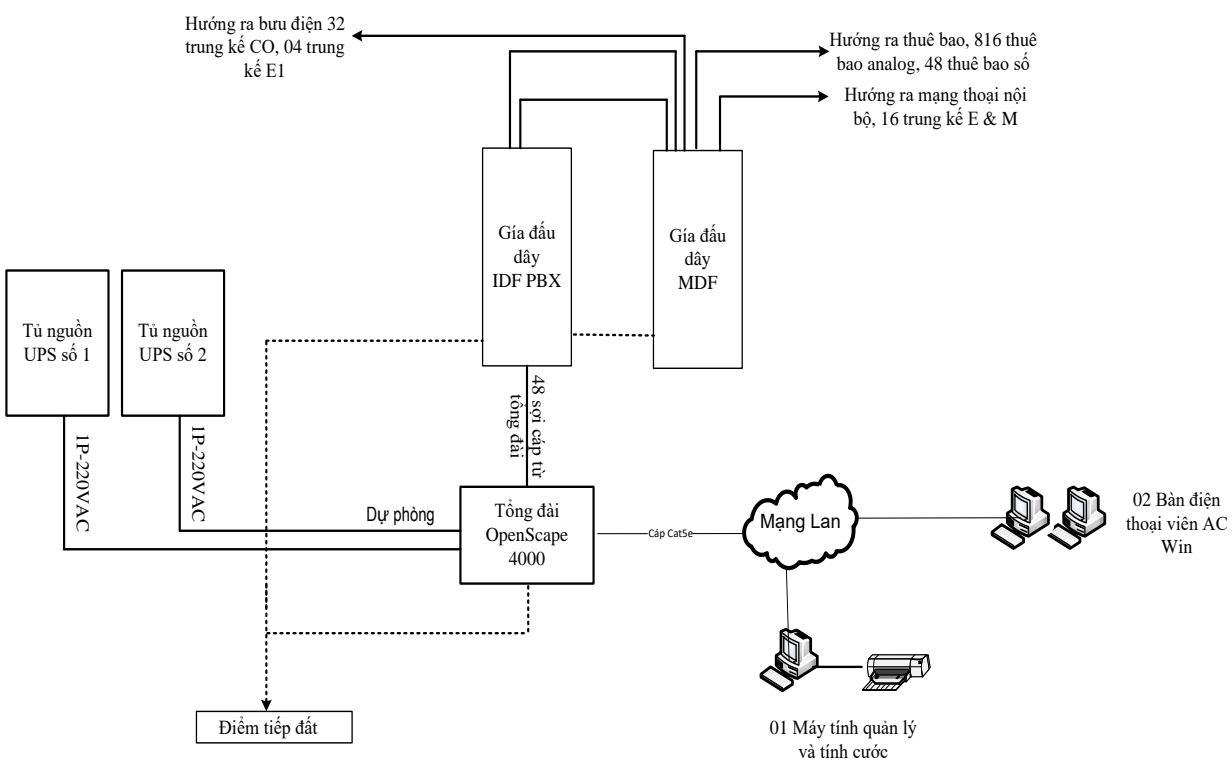 Hướng ra bưu điện 32
trung kế CO, 04 trung
kế E1
Hướng ra thuê bao, 816 thuê
bao analog, 48 thuê bao số
Hướng ra mạng thoại nội
bộ, 16 trung kế E & M
Gía đấu
dây
IDF PBX
Gía đấu
dây
MDF
Tủ nguồn
UPS số 1
Tủ nguồn
UPS số 2
1P-220VAC
1P-220VAC
48 sợi cáp từ
tổng đài
Dự phòng
Tổng đài
OpenScape
4000
Cáp Cat5e
Mạng Lan
02 Bàn điện
thoại viên AC
Win
Điểm tiếp đất
01 Máy tính quản lý
và tính cước